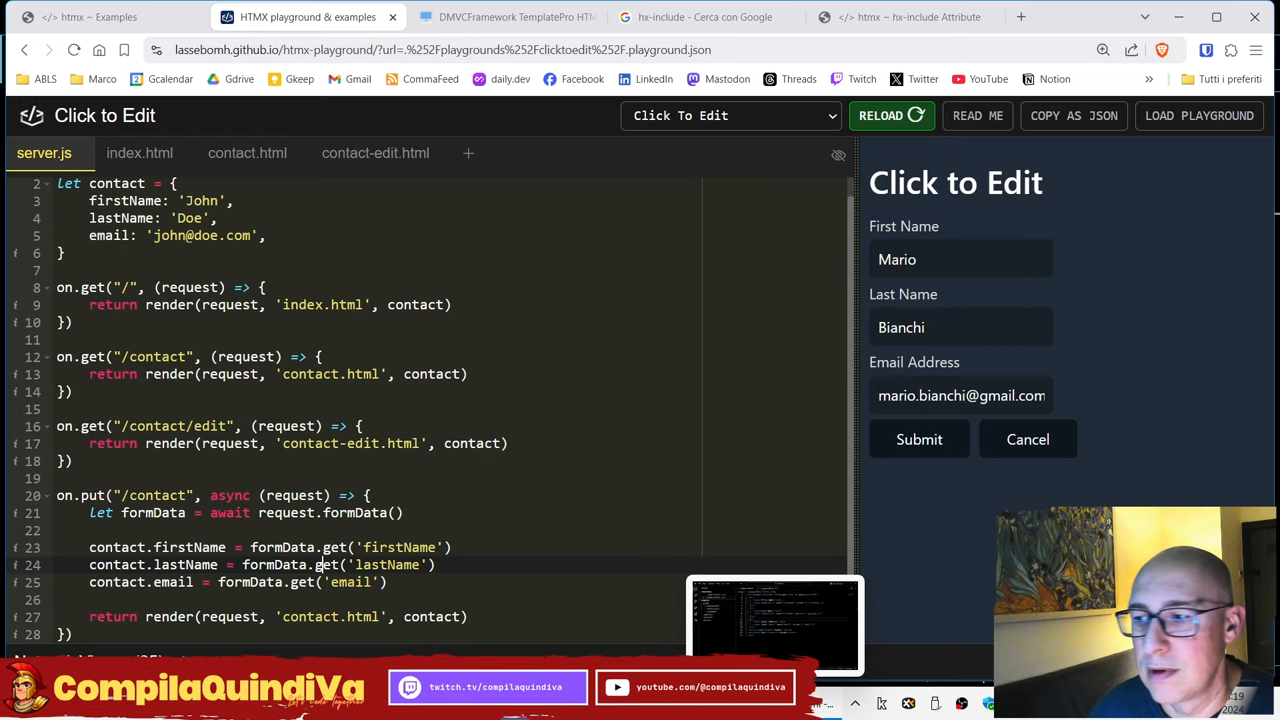 htmx ~ Examples
HTMX playground & examples
DMVCFramework TemplatePro HTM
hx-include - Cerca con Google
htmx ~ hx-include Attribute
lassebomh.github.io/htmx-playground/?url=.%252Fplaygrounds%252Fclicktoedit%252F.playground.json
ABLS
Marco
Gcalendar
Gdrive
Gkeep
Gmail
CommaFeed
daily.dev
Facebook
LinkedIn
Mastodon
Threads
Twitch
Twitter
YouTube
Notion
Tutti i preferiti
Click to Edit
Click To Edit
RELOAD
READ ME
COPY AS JSON
LOAD PLAYGROUND
server.js
index.html
contact.html
contact-edit.html
2 let contact = {
3 firstName: 'John',
4 lastName: 'Doe',
5 email: 'john@doe.com',
6 }
7
8 on.get("/", (request) => {
9 return render(request, 'index.html', contact)
10 })
11
12 on.get("/contact", (request) => {
13 return render(request, 'contact.html', contact)
14 })
15
16 on.get("/contact/edit", (request) => {
17 return render(request, 'contact-edit.html', contact)
18 })
19
20 on.put("/contact", async (request) => {
21 let formData = await request.formData()
22
23 contact.firstName = formData.get('firstName')
24 contact.lastName = formData.get('lastName')
25 contact.email = formData.get('email')
26
27 return render(request, 'contact.html', contact)
28 })
Click to Edit
First Name
Mario
Last Name
Bianchi
Email Address
mario.bianchi@gmail.com
Submit
Cancel
CompilaQuindiVa
Let's Code Together
twitch.tv/compilaquindiva
youtube.com/@compilaquindiva